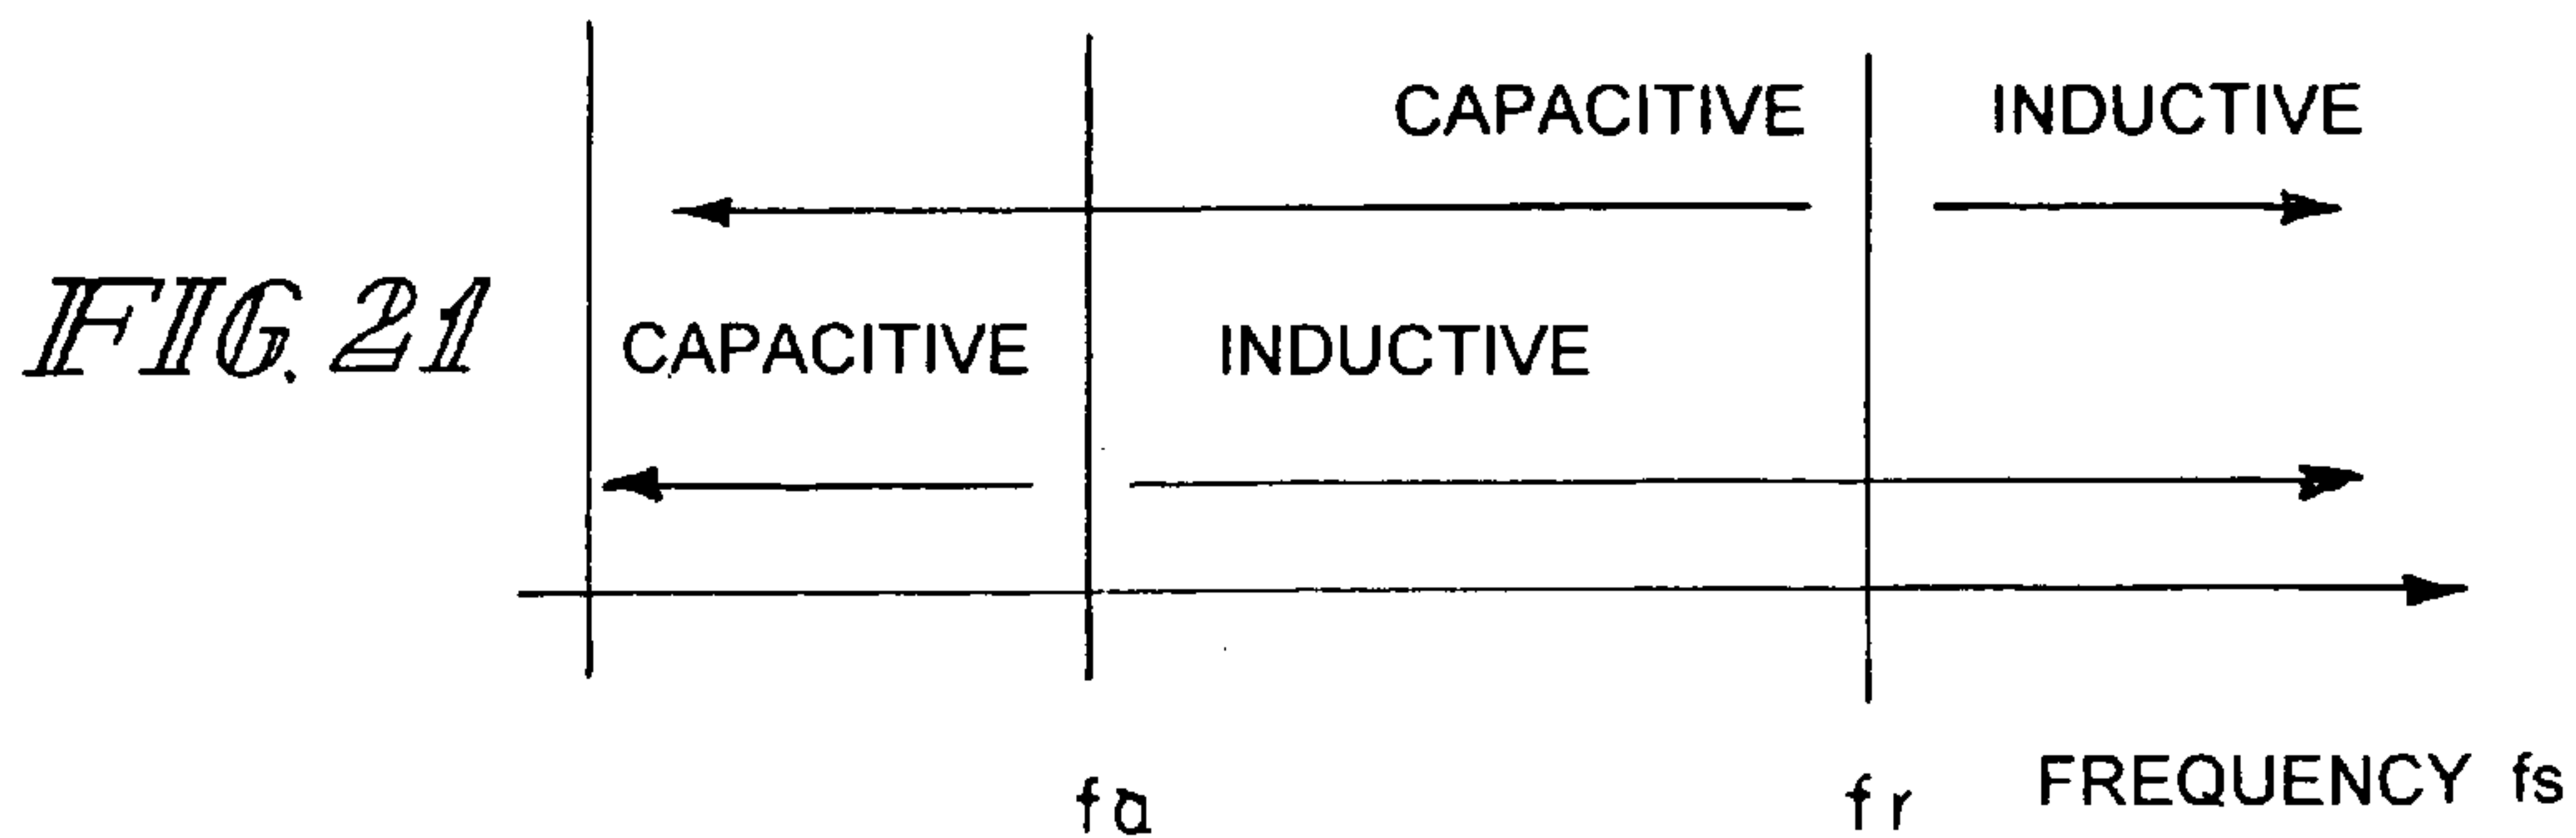 CAPACITIVE INDUCTIVE
FIG. 21
CAPACITIVE INDUCTIVE
fa fr FREQUENCY fs